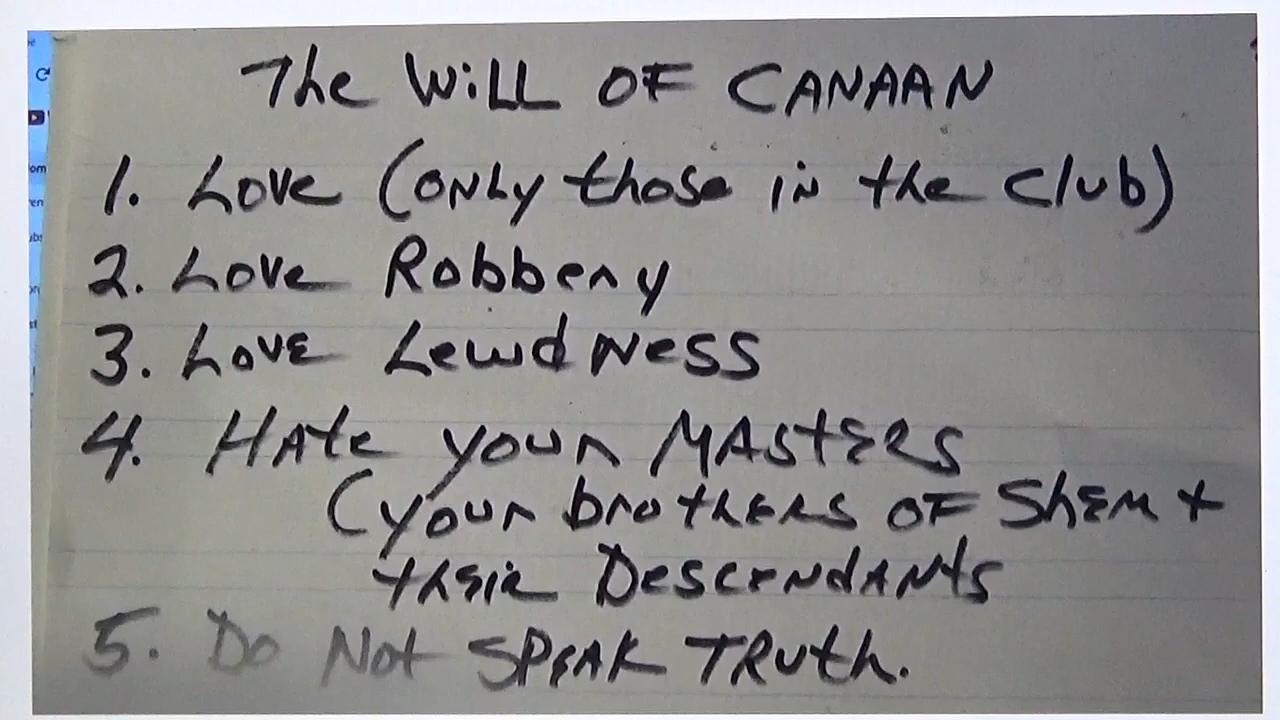 The WiLL OF CANAAN
1. Love (only those in the club)
2. Love Robbery
3. Love Lewdness
4. Hate your MASTERS
(your brothers OF Shem +
their Descendants
5. Do Not SPEAK TRUth.